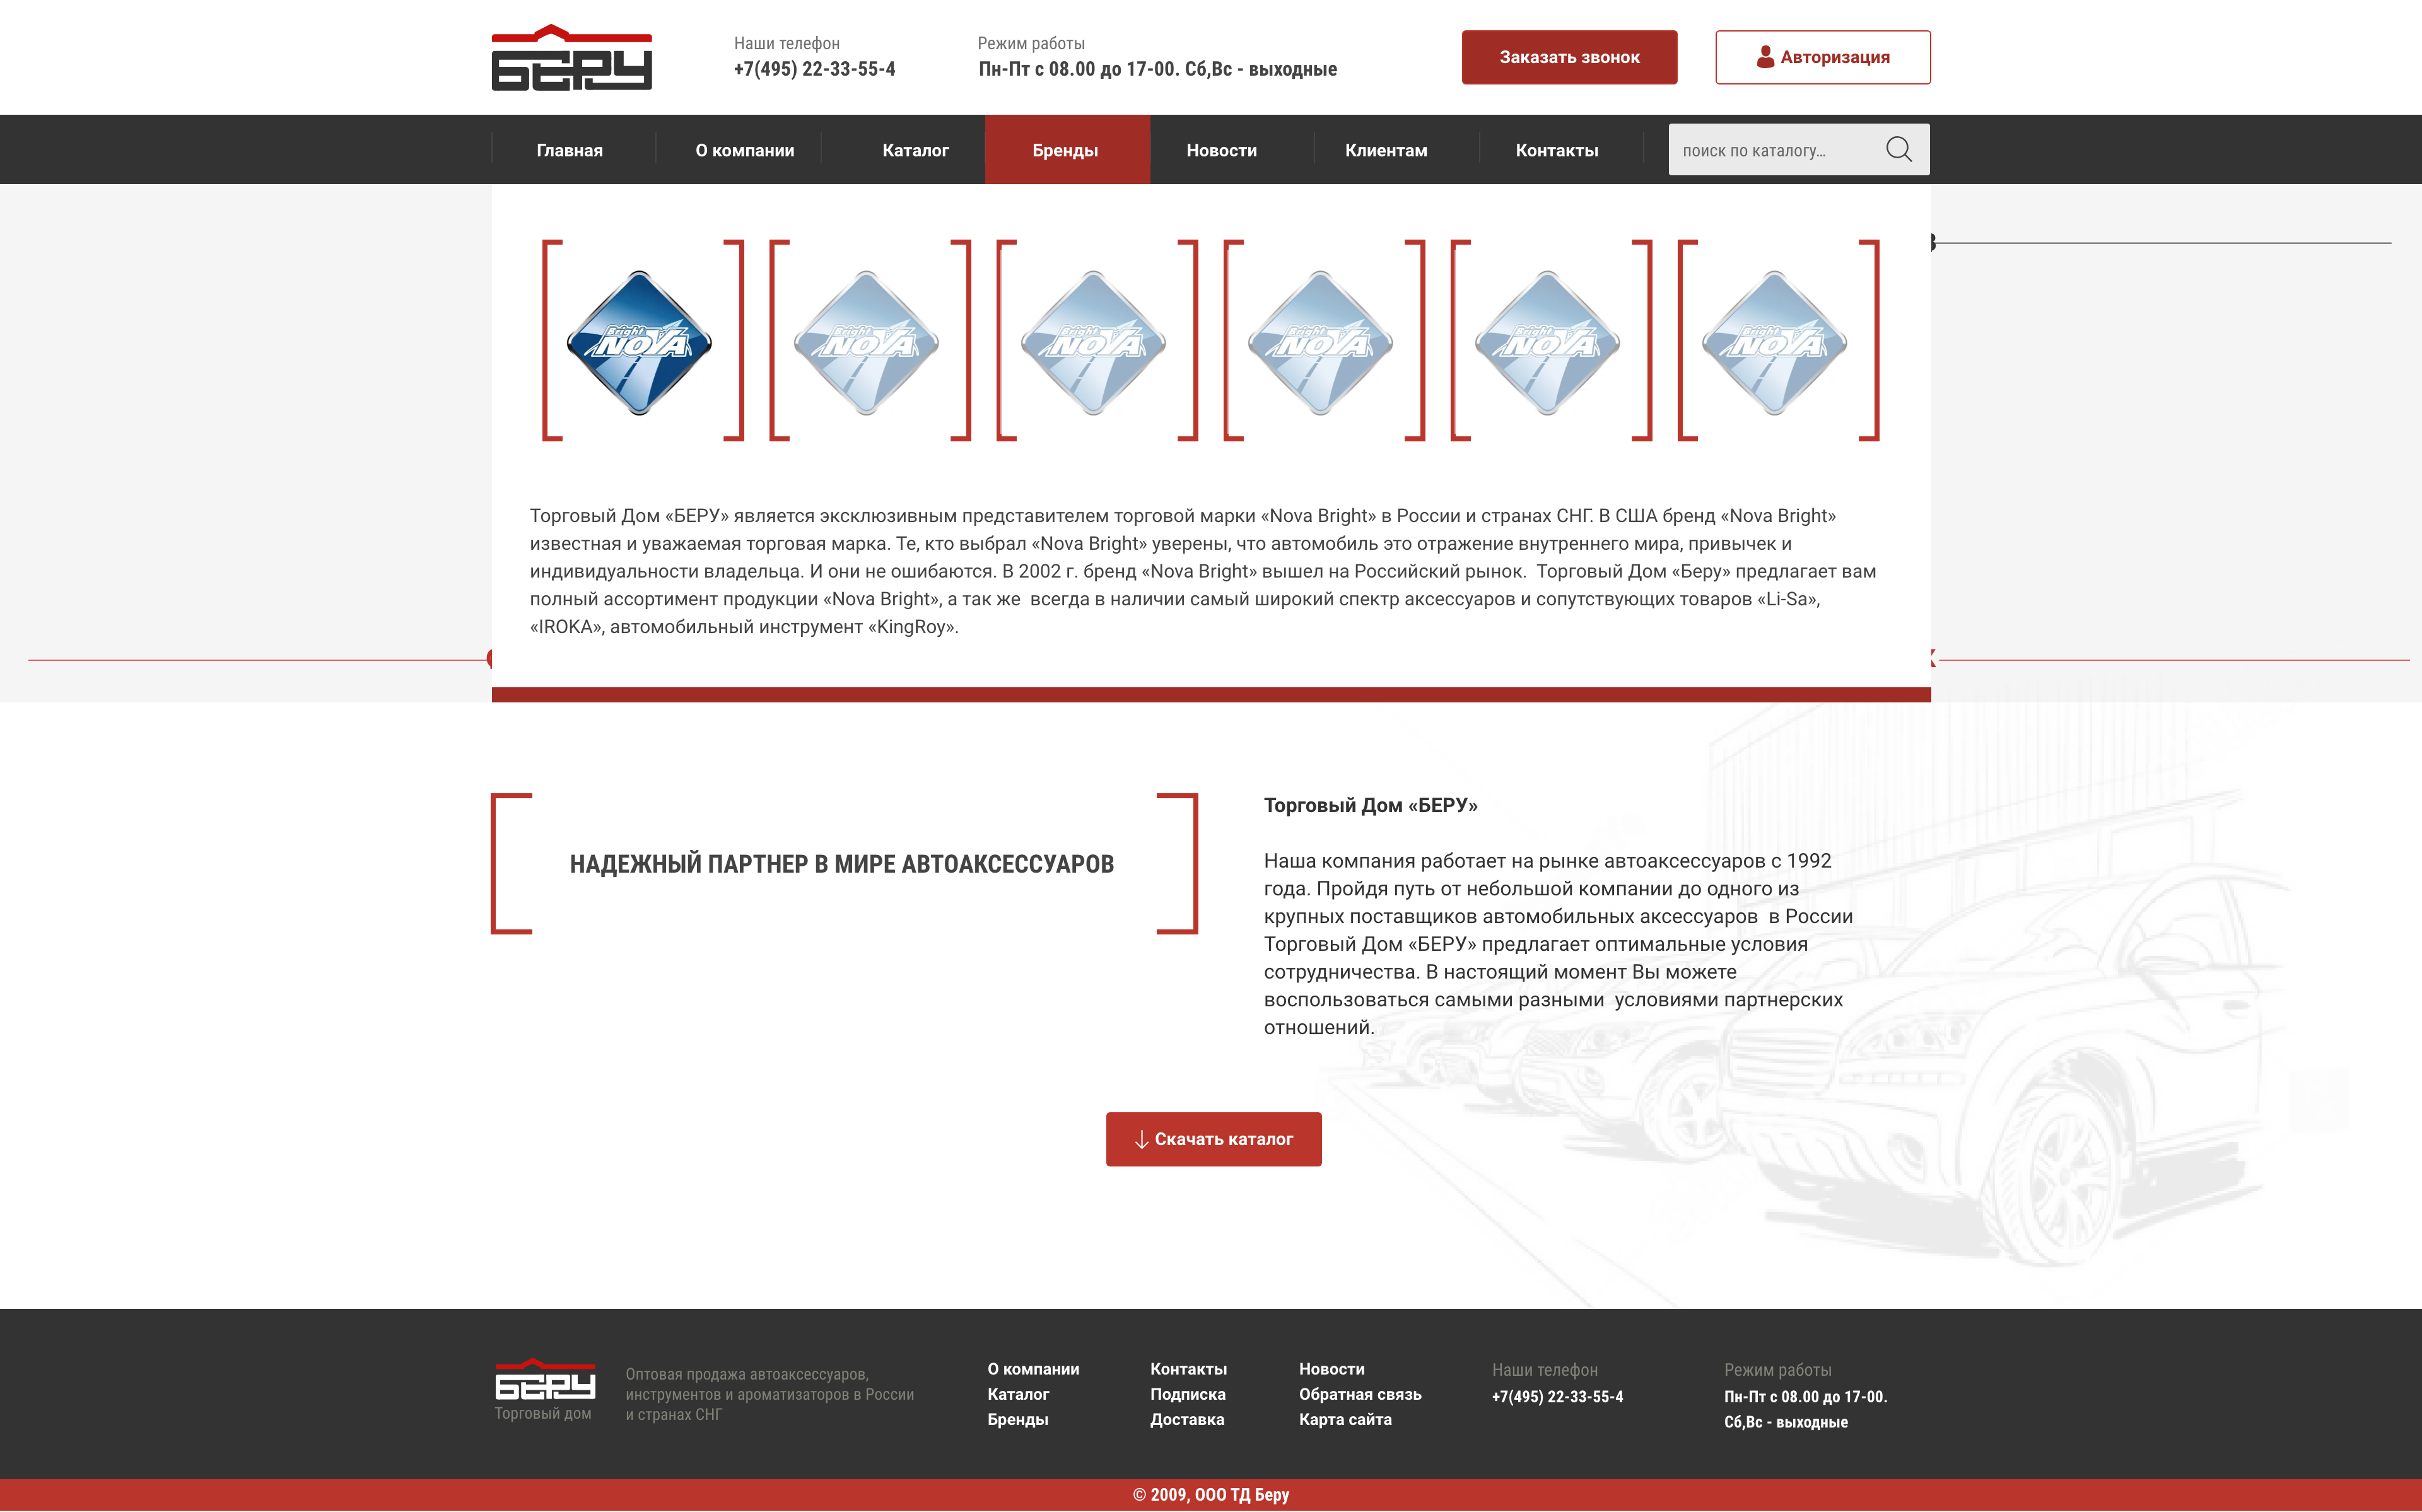 БЕРУ
Наши телефон
+7(495) 22-33-55-4
Режим работы
Пн-Пт с 08.00 до 17-00. Сб,Вс - выходные
Заказать звонок
Авторизация
Главная
О компании
Каталог
Бренды
Новости
Клиентам
Контакты
поиск по каталогу...
Bright NOVA
Bright NOVA
Bright NOVA
Bright NOVA
Bright NOVA
Bright NOVA
Торговый Дом «БЕРУ» является эксклюзивным представителем торговой марки «Nova Bright» в России и странах СНГ. В США бренд «Nova Bright»
известная и уважаемая торговая марка. Те, кто выбрал «Nova Bright» уверены, что автомобиль это отражение внутреннего мира, привычек и
индивидуальности владельца. И они не ошибаются. В 2002 г. бренд «Nova Bright» вышел на Российский рынок.  Торговый Дом «Беру» предлагает вам
полный ассортимент продукции «Nova Bright», а так же  всегда в наличии самый широкий спектр аксессуаров и сопутствующих товаров «Li-Sa»,
«IROKA», автомобильный инструмент «KingRoy».
НАДЕЖНЫЙ ПАРТНЕР В МИРЕ АВТОАКСЕССУАРОВ
Торговый Дом «БЕРУ»
Наша компания работает на рынке автоаксессуаров с 1992
года. Пройдя путь от небольшой компании до одного из
крупных поставщиков автомобильных аксессуаров  в России
Торговый Дом «БЕРУ» предлагает оптимальные условия
сотрудничества. В настоящий момент Вы можете
воспользоваться самыми разными  условиями партнерских
отношений.
Скачать каталог
БЕРУ
Торговый дом
Оптовая продажа автоаксессуаров,
инструментов и ароматизаторов в России
и странах СНГ
О компании
Каталог
Бренды
Контакты
Подписка
Доставка
Новости
Обратная связь
Карта сайта
Наши телефон
+7(495) 22-33-55-4
Режим работы
Пн-Пт с 08.00 до 17-00.
Сб,Вс - выходные
© 2009, ООО ТД Беру